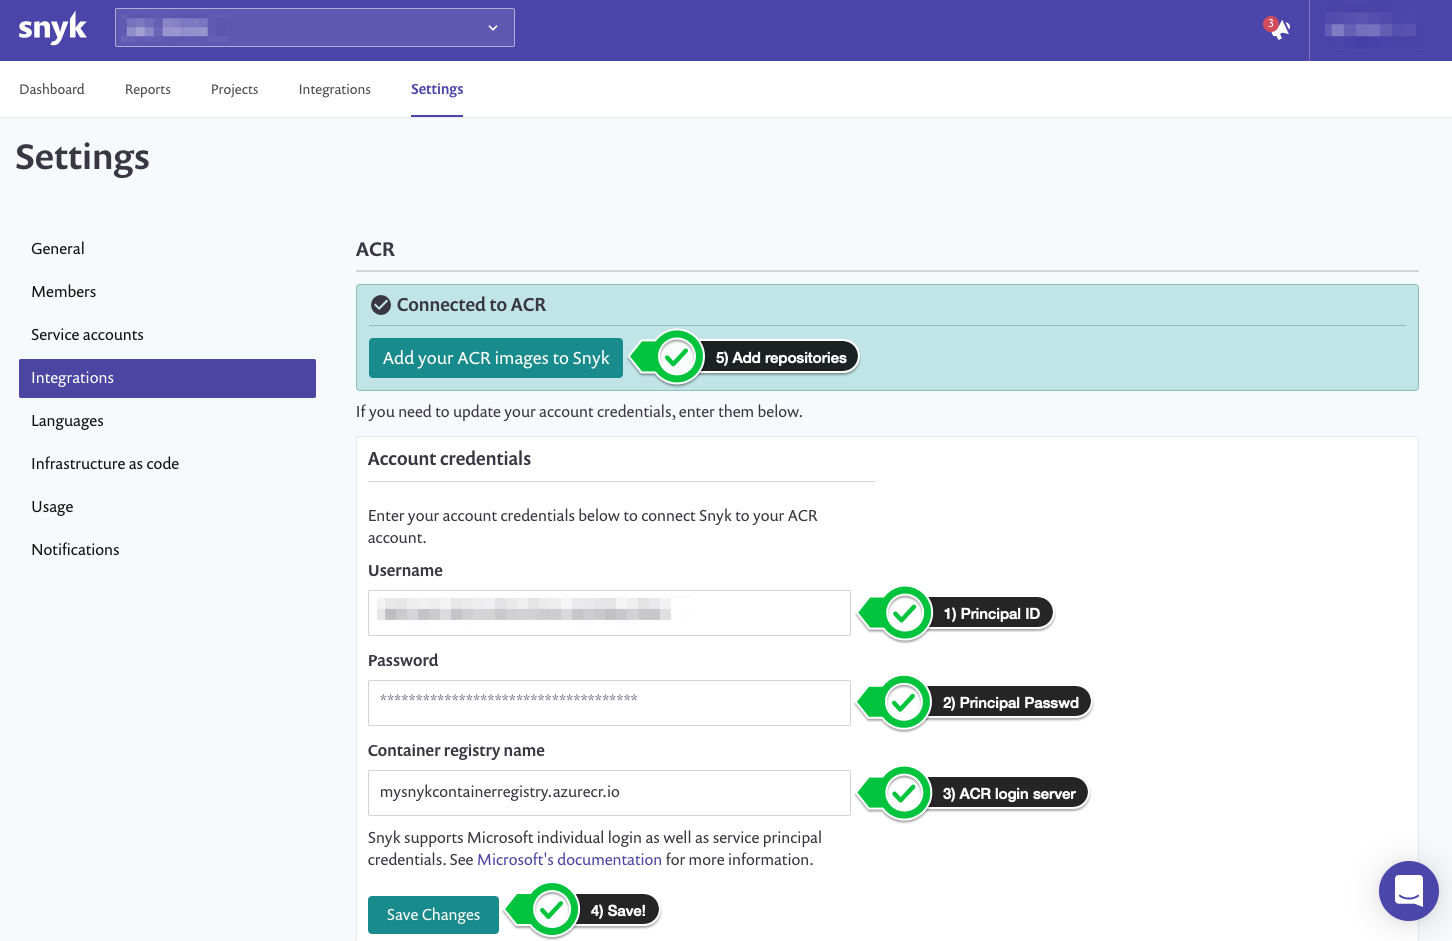 snyk
3
Dashboard
Reports
Projects
Integrations
Settings
Settings
General
Members
Service accounts
Integrations
Languages
Infrastructure as code
Usage
Notifications
ACR
Connected to ACR
Add your ACR images to Snyk
5) Add repositories
If you need to update your account credentials, enter them below.
Account credentials
Enter your account credentials below to connect Snyk to your ACR
account.
Username
1) Principal ID
Password
************************************
2) Principal Passwd
Container registry name
mysnykcontainerregistry.azurecr.io
3) ACR login server
Snyk supports Microsoft individual login as well as service principal
credentials. See Microsoft's documentation for more information.
Save Changes
4) Save!